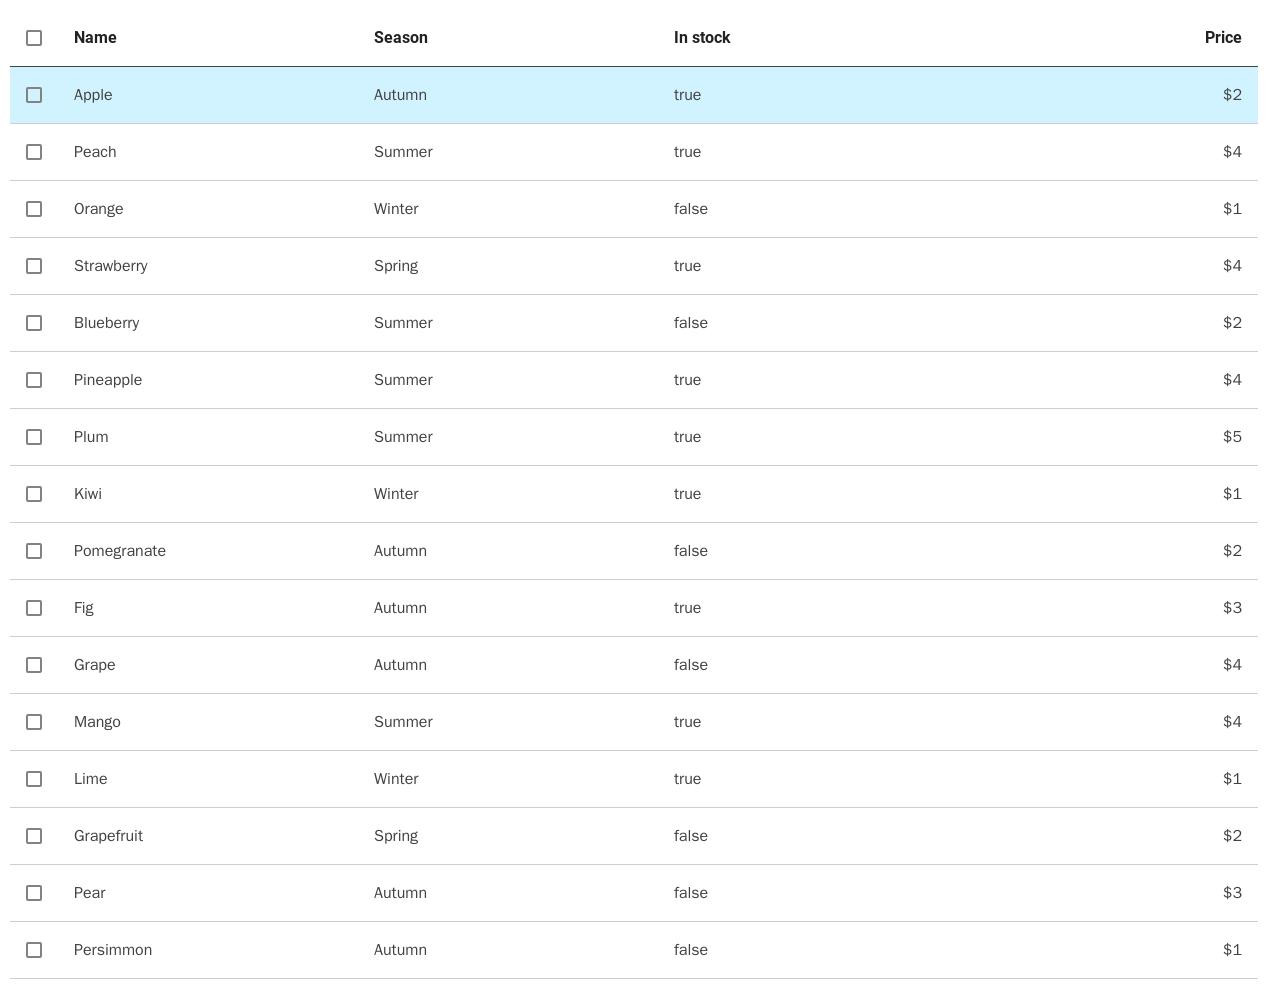 Name Season In stock Price
Apple Autumn true $2
Peach Summer true $4
Orange Winter false $1
Strawberry Spring true $4
Blueberry Summer false $2
Pineapple Summer true $4
Plum Summer true $5
Kiwi Winter true $1
Pomegranate Autumn false $2
Fig Autumn true $3
Grape Autumn false $4
Mango Summer true $4
Lime Winter true $1
Grapefruit Spring false $2
Pear Autumn false $3
Persimmon Autumn false $1